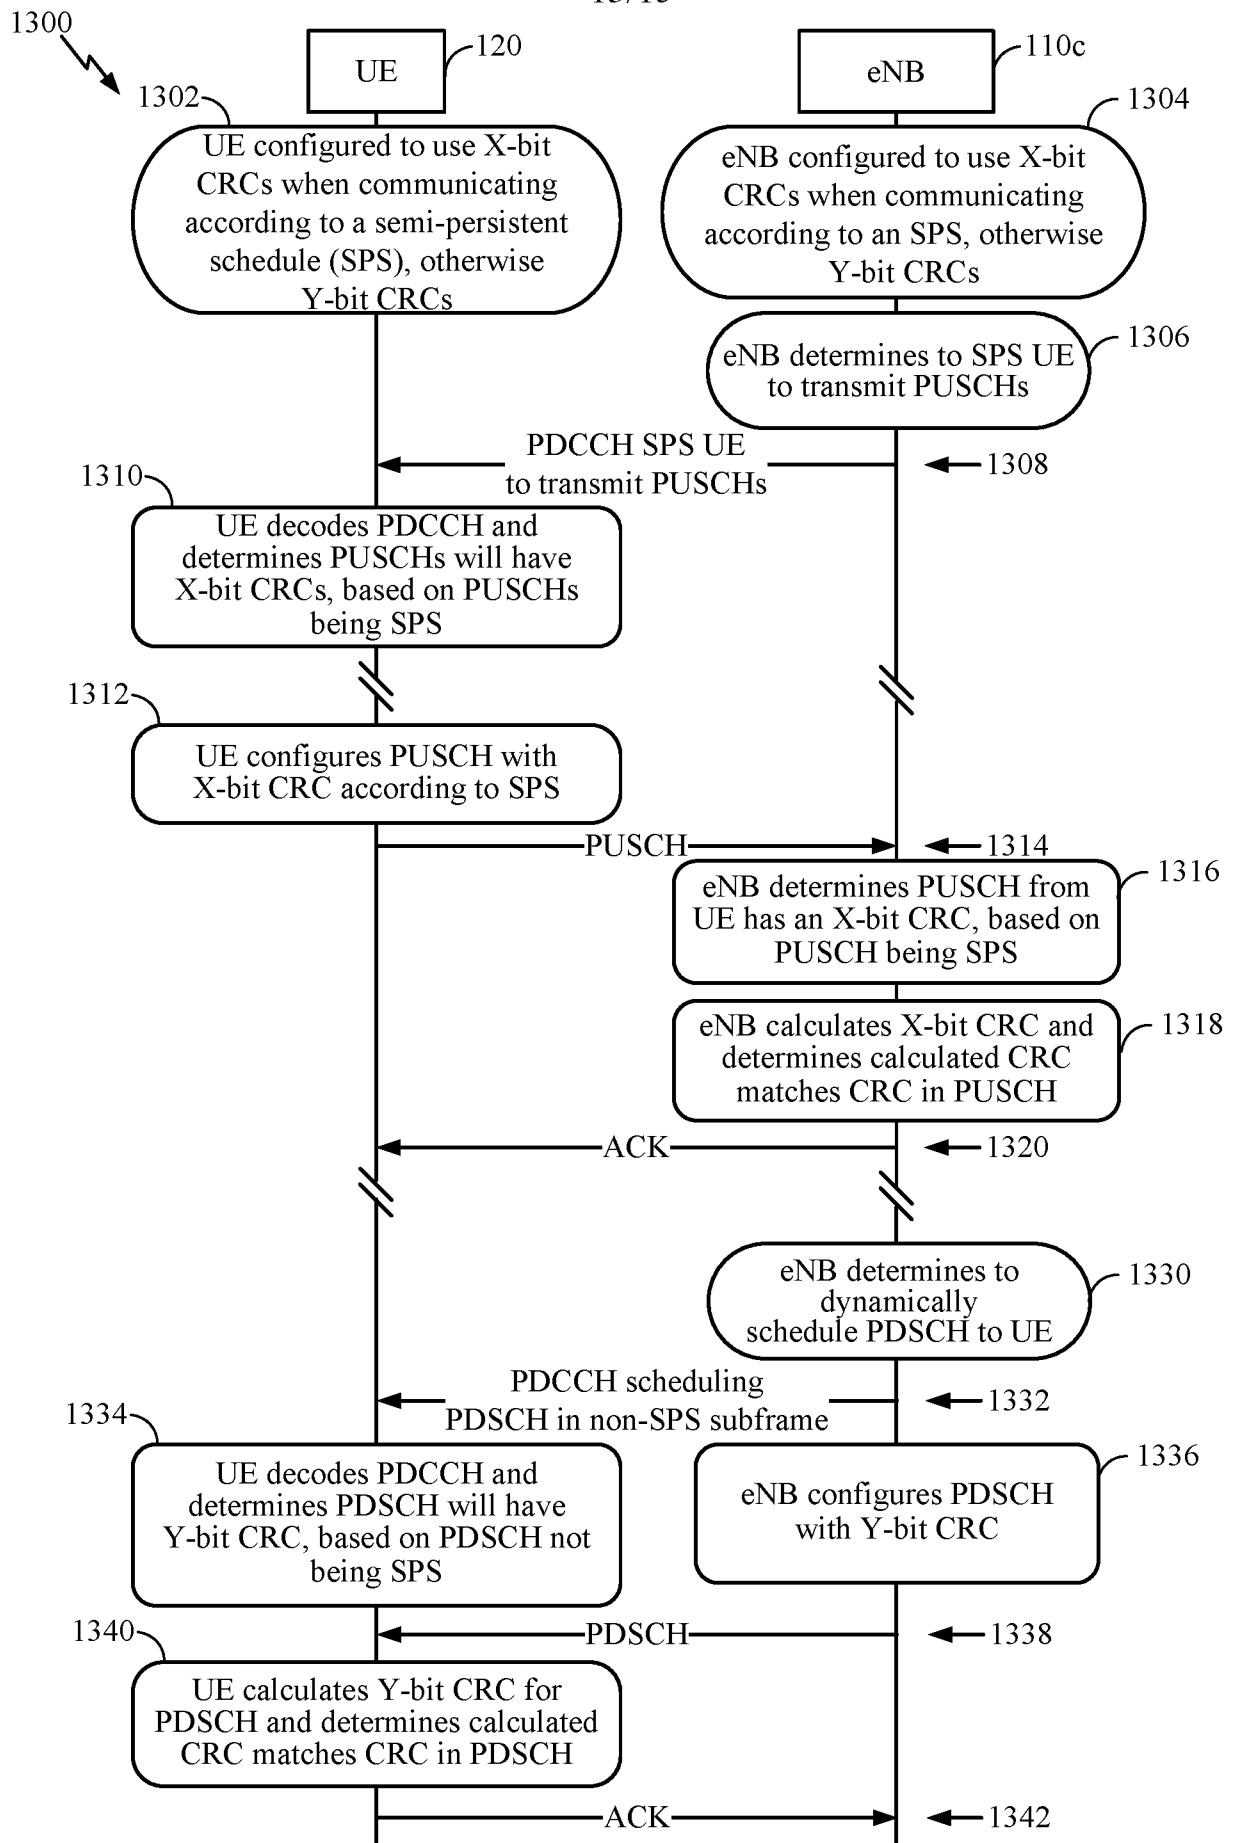 1300
UE
120
eNB
110c
1302
1304
UE configured to use X-bit
CRCs when communicating
according to a semi-persistent
schedule (SPS), otherwise
Y-bit CRCs
eNB configured to use X-bit
CRCs when communicating
according to an SPS, otherwise
Y-bit CRCs
1306
eNB determines to SPS UE
to transmit PUSCHs
PDCCH SPS UE
to transmit PUSCHs
1308
1310
UE decodes PDCCH and
determines PUSCHs will have
X-bit CRCs, based on PUSCHs
being SPS
1312
UE configures PUSCH with
X-bit CRC according to SPS
PUSCH
1314
1316
eNB determines PUSCH from
UE has an X-bit CRC, based on
PUSCH being SPS
1318
eNB calculates X-bit CRC and
determines calculated CRC
matches CRC in PUSCH
ACK
1320
1330
eNB determines to
dynamically
schedule PDSCH to UE
PDCCH scheduling
PDSCH in non-SPS subframe
1332
1334
UE decodes PDCCH and
determines PDSCH will have
Y-bit CRC, based on PDSCH not
being SPS
1336
eNB configures PDSCH
with Y-bit CRC
PDSCH
1338
1340
UE calculates Y-bit CRC for
PDSCH and determines calculated
CRC matches CRC in PDSCH
ACK
1342